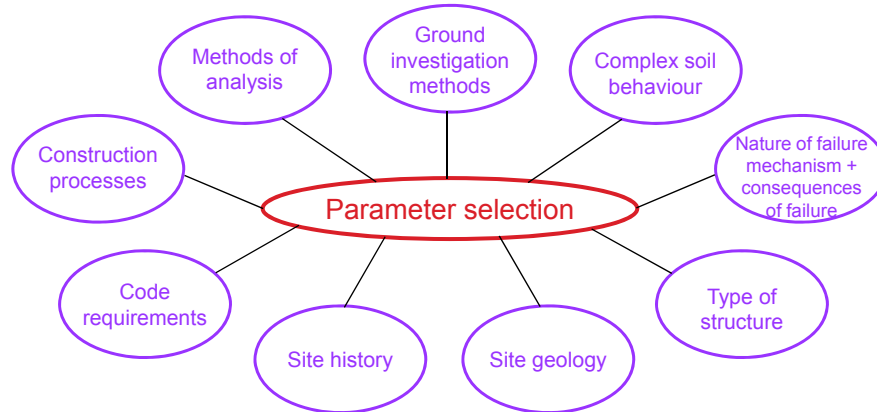 Methods of
analysis
Ground
investigation
methods
Complex soil
behaviour
Construction
processes
Nature of failure
mechanism +
consequences
of failure
Parameter selection
Code
requirements
Type of
structure
Site history
Site geology